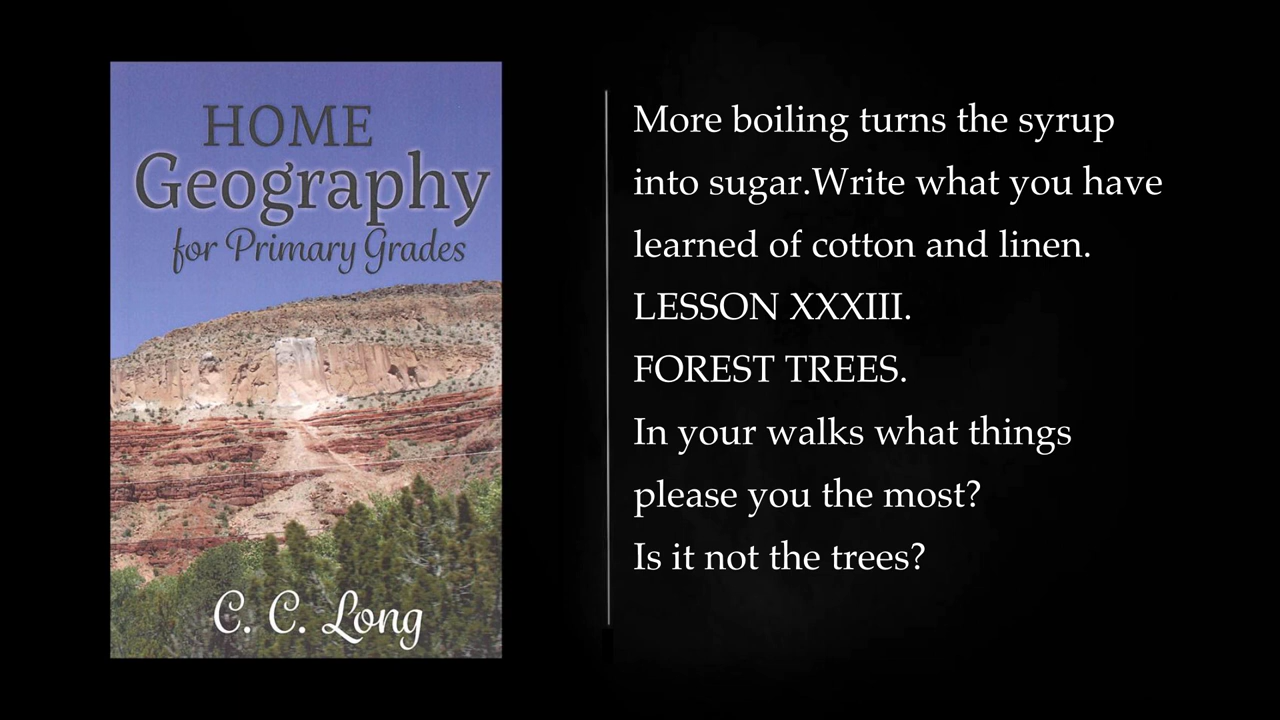 HOME
Geography
for Primary Grades
C. C. Long
More boiling turns the syrup
into sugar.Write what you have
learned of cotton and linen.
LESSON XXXIII.
FOREST TREES.
In your walks what things
please you the most?
Is it not the trees?